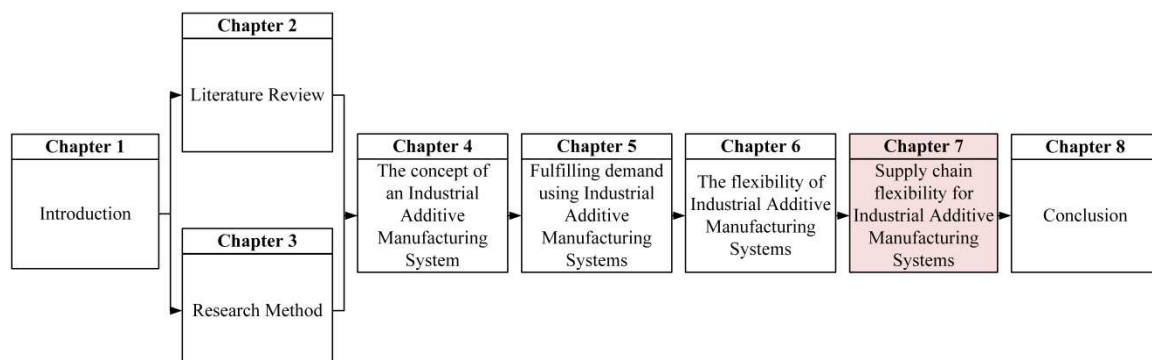 Chapter 1
Introduction
Chapter 2
Literature Review
Chapter 3
Research Method
Chapter 4
The concept of
an Industrial
Additive
Manufacturing
System
Chapter 5
Fulfilling demand
using Industrial
Additive
Manufacturing
Systems
Chapter 6
The flexibility of
Industrial Additive
Manufacturing
Systems
Chapter 7
Supply chain
flexibility for
Industrial Additive
Manufacturing
Systems
Chapter 8
Conclusion